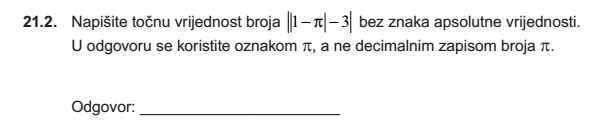 21.2. Napišite točnu vrijednost broja ||1 − π| − 3| bez znaka apsolutne vrijednosti.
U odgovoru se koristite oznakom π, a ne decimalnim zapisom broja π.
Odgovor: ______________________